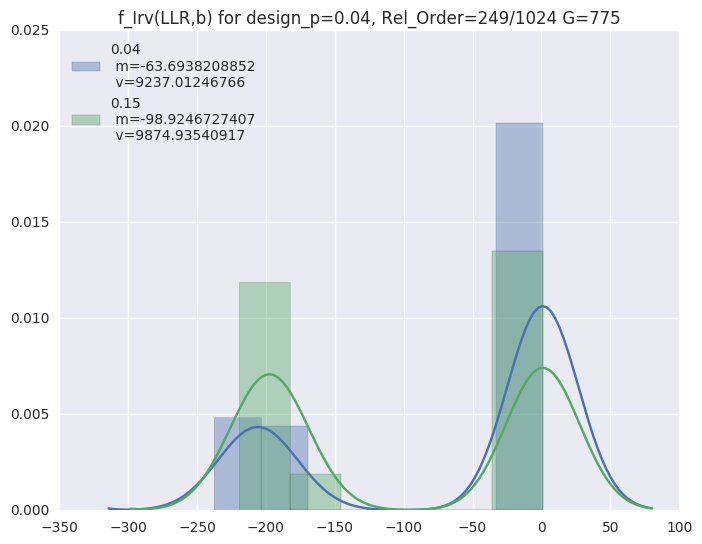 f_Irv(LLR,b) for design_p=0.04, Rel_Order=249/1024 G=775
0.04
m=-63.6938208852
v=9237.01246766
0.15
m=-98.9246727407
v=9874.93540917
0.025
0.020
0.015
0.010
0.005
0.000
−350 −300 −250 −200 −150 −100 −50 0 50 100